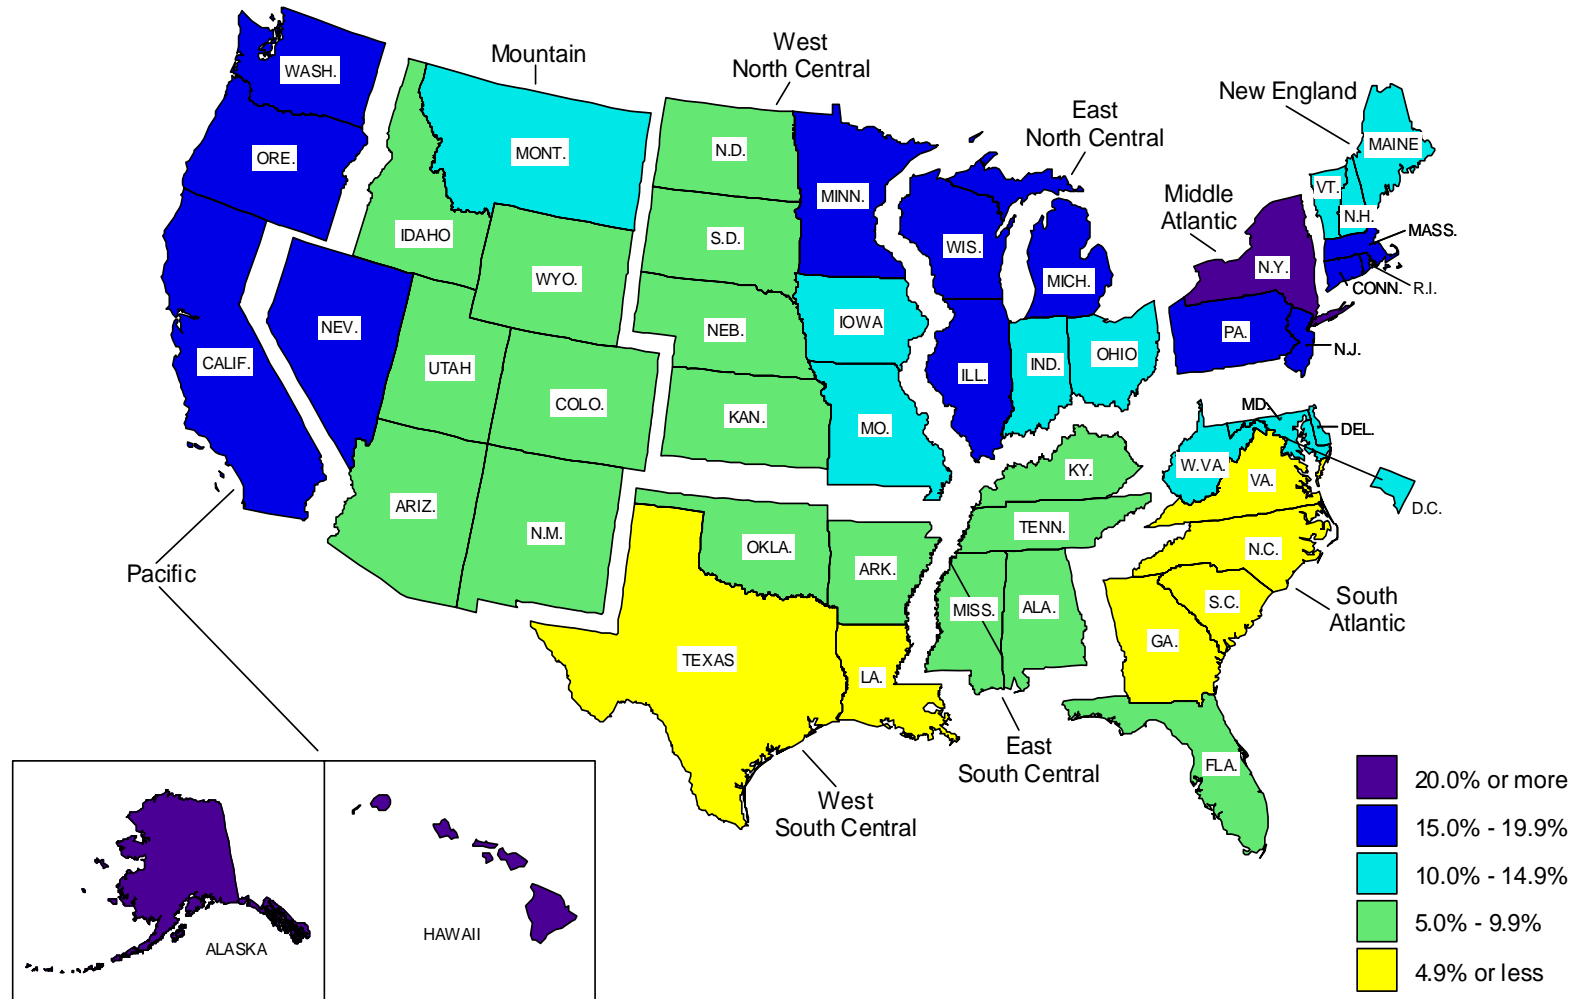 West
North Central
Mountain
East
North Central
New England
Middle
Atlantic
WASH.
ORE.
CALIF.
NEV.
IDAHO
MONT.
WYO.
UTAH
COLO.
ARIZ.
N.M.
N.D.
S.D.
NEB.
KAN.
MINN.
IOWA
MO.
WIS.
MICH.
ILL.
IND.
OHIO
MAINE
VT.
N.H.
MASS.
CONN.
R.I.
N.Y.
PA.
N.J.
MD.
DEL.
W.VA.
VA.
D.C.
N.C.
S.C.
GA.
FLA.
KY.
TENN.
MISS.
ALA.
OKLA.
ARK.
TEXAS
LA.
Pacific
South
Atlantic
East
South Central
West
South Central
ALASKA
HAWAII
20.0% or more
15.0% - 19.9%
10.0% - 14.9%
5.0% - 9.9%
4.9% or less